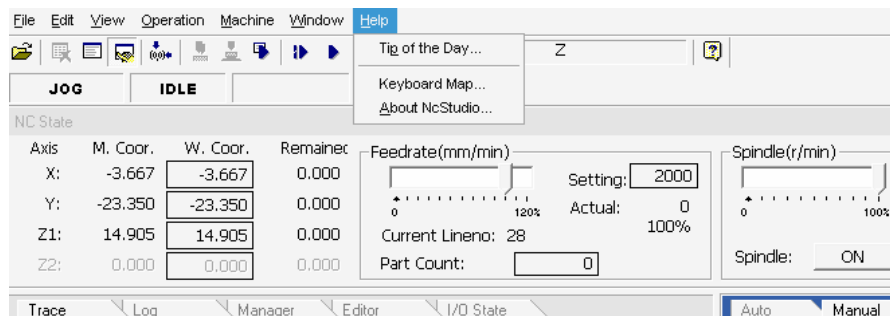 File Edit View Operation Machine Window Help
Tip of the Day... Z
Keyboard Map...
JOG IDLE
About NcStudio...
NC State
Axis M. Coor. W. Coor. Remained Feedrate(mm/min) Spindle(r/min)
X: -3.667 -3.667 0.000 Setting: 2000
Y: -23.350 -23.350 0.000 0 120% Actual: 0 0 100%
100%
Z1: 14.905 14.905 0.000 Current Lineno: 28
Z2: 0.000 0.000 0.000 Part Count: 0 Spindle: ON
Trace Log Manager Editor I/O State Auto Manual